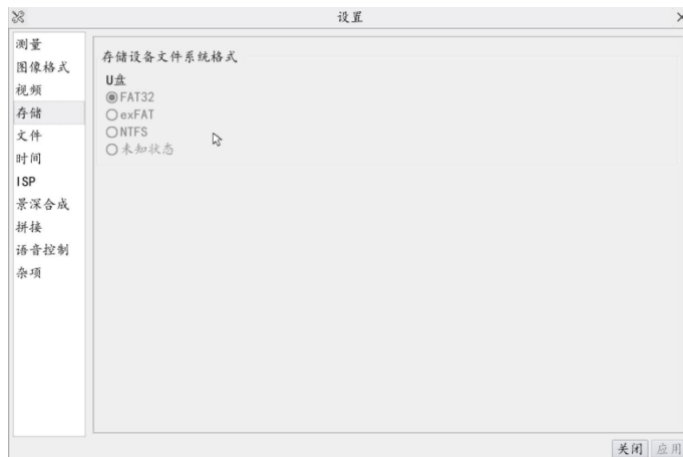 设置
测量
图像格式
视频
存储
文件
时间
ISP
景深合成
拼接
语音控制
杂项
存储设备文件系统格式
U盘
FAT32
exFAT
NTFS
未知状态
关闭
应用